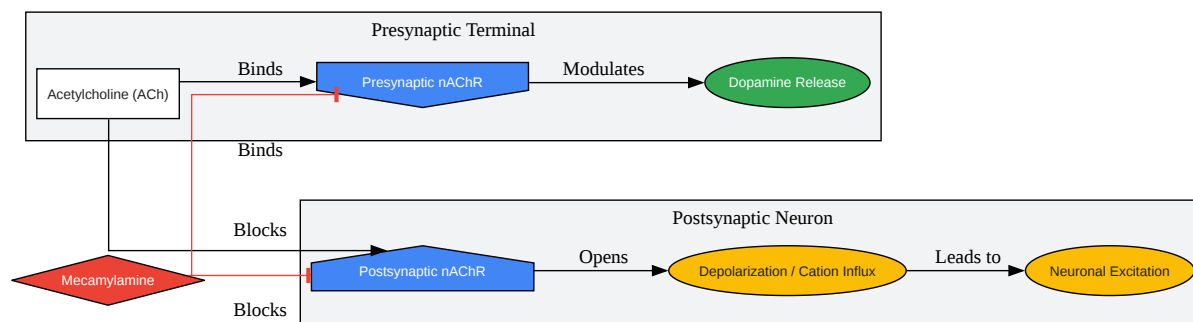 Presynaptic Terminal
Binds
Modulates
Acetylcholine (ACh)
Presynaptic nAChR
Dopamine Release
Binds
Postsynaptic Neuron
Blocks
Opens
Leads to
Mecamylamine
Postsynaptic nAChR
Depolarization / Cation Influx
Neuronal Excitation
Blocks